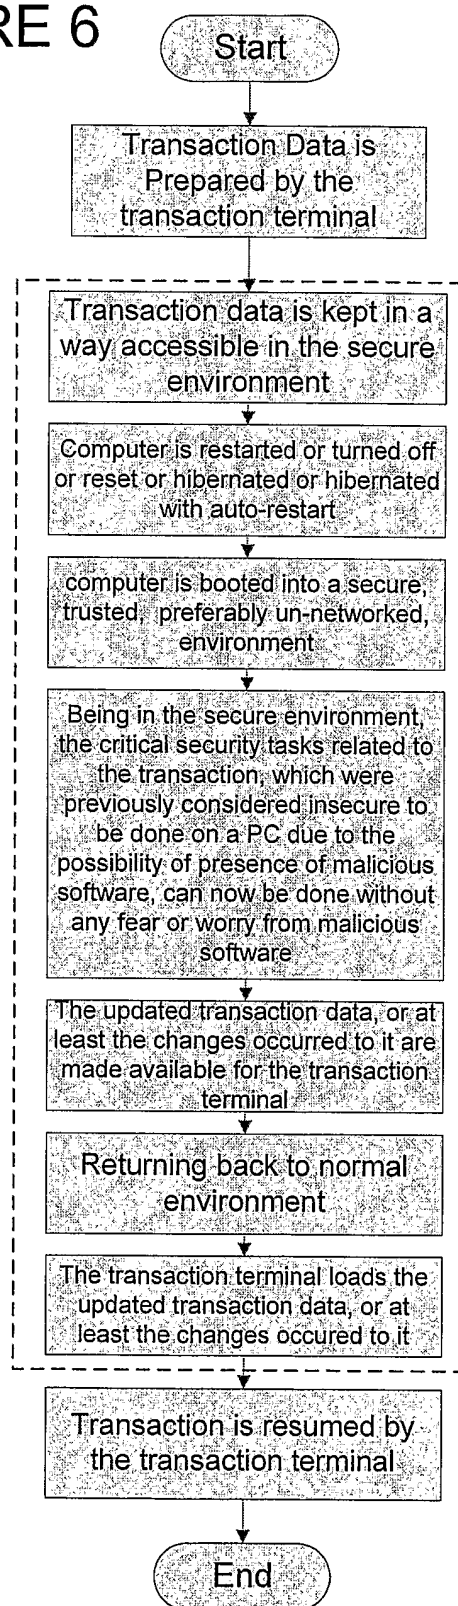 RE 6
Start
Transaction Data is
Prepared by the
transaction terminal
Transaction data is kept in a
way accessible in the secure
environment
Computer is restarted or turned off
or reset or hibernated or hibernated
with auto-restart
computer is booted into a secure,
trusted, preferably un-networked,
environment
Being in the secure environment,
the critical security tasks related to
the transaction, which were
previously considered insecure to
be done on a PC due to the
possibility of presence of malicious
software, can now be done without
any fear or worry from malicious
software
The updated transaction data, or at
least the changes occurred to it are
made available for the transaction
terminal
Returning back to normal
environment
The transaction terminal loads the
updated transaction data, or at
least the changes occured to it
Transaction is resumed by
the transaction terminal
End